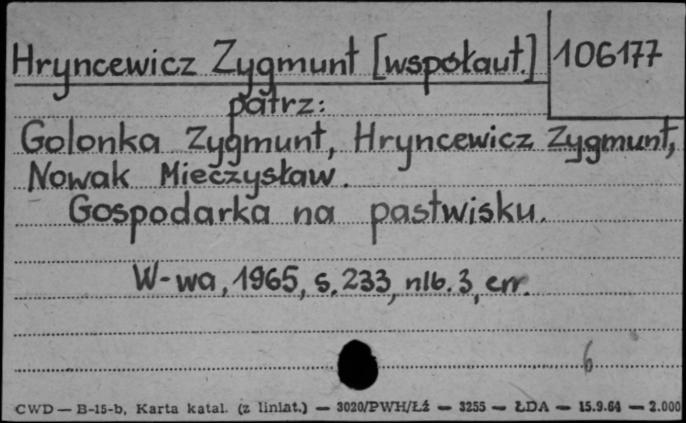 Hryncewicz Zygmunt [współaut.] 106177
patrz:
Golonka Zygmunt, Hryncewicz Zygmunt,
Nowak Mieczysław.
Gospodarka na pastwisku.
W-wa, 1965, s. 233, nlb. 3, err.
6
CWD — B-15-b, Karta katal. (z liniat.) — 3020/PWH/Łź — 3255 — ŁDA — 15.9.64 — 2.000